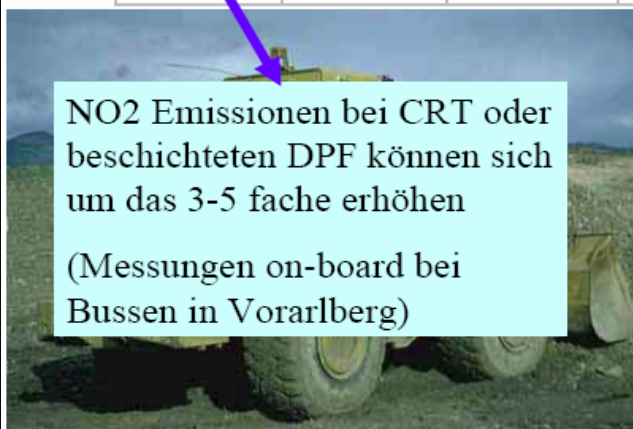 NO2 Emissionen bei CRT oder
beschichteten DPF können sich
um das 3-5 fache erhöhen
(Messungen on-board bei
Bussen in Vorarlberg)